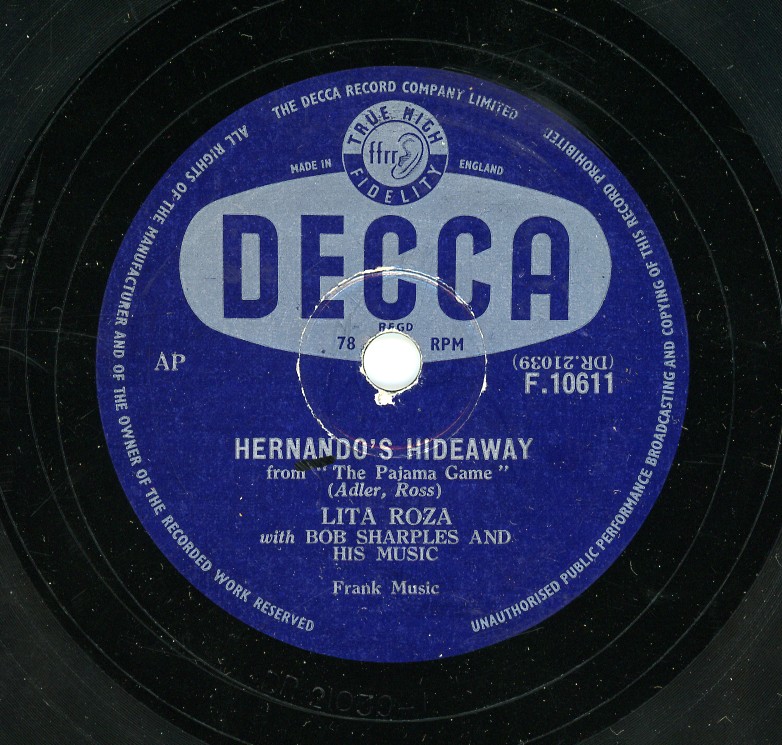 THE DECCA RECORD COMPANY LIMITED
ALL RIGHTS OF THE MANUFACTURER AND OF THE OWNER OF THE RECORDED WORK RESERVED
UNAUTHORISED PUBLIC PERFORMANCE BROADCASTING AND COPYING OF THIS RECORD PROHIBITED
TRUE HIGH
ffrr
FIDELITY
MADE IN ENGLAND
DECCA
REGD
78 RPM
AP
(DR.21039)
F.10611
HERNANDO'S HIDEAWAY
from "The Pajama Game"
(Adler, Ross)
LITA ROZA
with BOB SHARPLES AND
HIS MUSIC
Frank Music
DR 21039-1